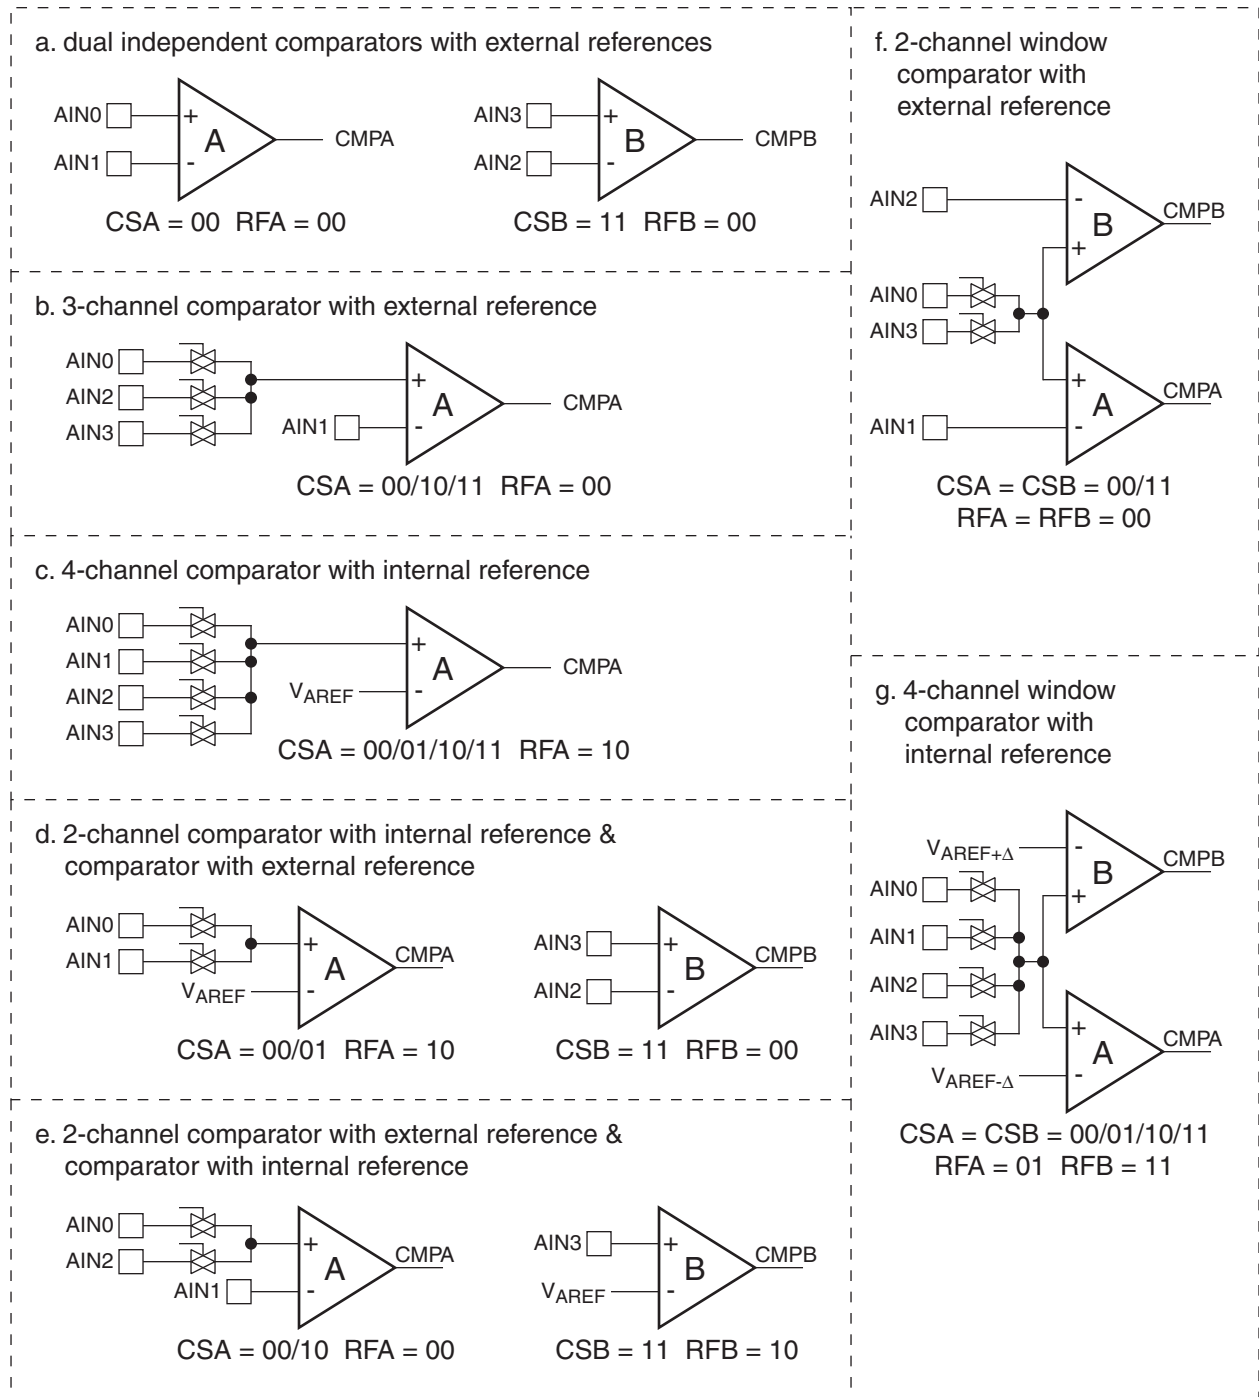 a. dual independent comparators with external references
AIN0
+
A
CMPA
AIN1
-
CSA = 00 RFA = 00
AIN3
+
B
CMPB
AIN2
-
CSB = 11 RFB = 00
b. 3-channel comparator with external reference
AIN0
AIN2
AIN3
+
A
CMPA
AIN1
-
CSA = 00/10/11 RFA = 00
c. 4-channel comparator with internal reference
AIN0
AIN1
AIN2
AIN3
+
A
CMPA
VAREF
-
CSA = 00/01/10/11 RFA = 10
d. 2-channel comparator with internal reference &
comparator with external reference
AIN0
AIN1
+
A
CMPA
VAREF
-
CSA = 00/01 RFA = 10
AIN3
+
B
CMPB
AIN2
-
CSB = 11 RFB = 00
e. 2-channel comparator with external reference &
comparator with internal reference
AIN0
AIN2
+
A
CMPA
AIN1
-
CSA = 00/10 RFA = 00
AIN3
+
B
CMPB
VAREF
-
CSB = 11 RFB = 10
f. 2-channel window
comparator with
external reference
AIN2
-
B
CMPB
+
AIN0
AIN3
+
A
CMPA
AIN1
-
CSA = CSB = 00/11
RFA = RFB = 00
g. 4-channel window
comparator with
internal reference
VAREF+Δ
-
B
CMPB
+
AIN0
AIN1
AIN2
AIN3
+
A
CMPA
VAREF-Δ
-
CSA = CSB = 00/01/10/11
RFA = 01 RFB = 11